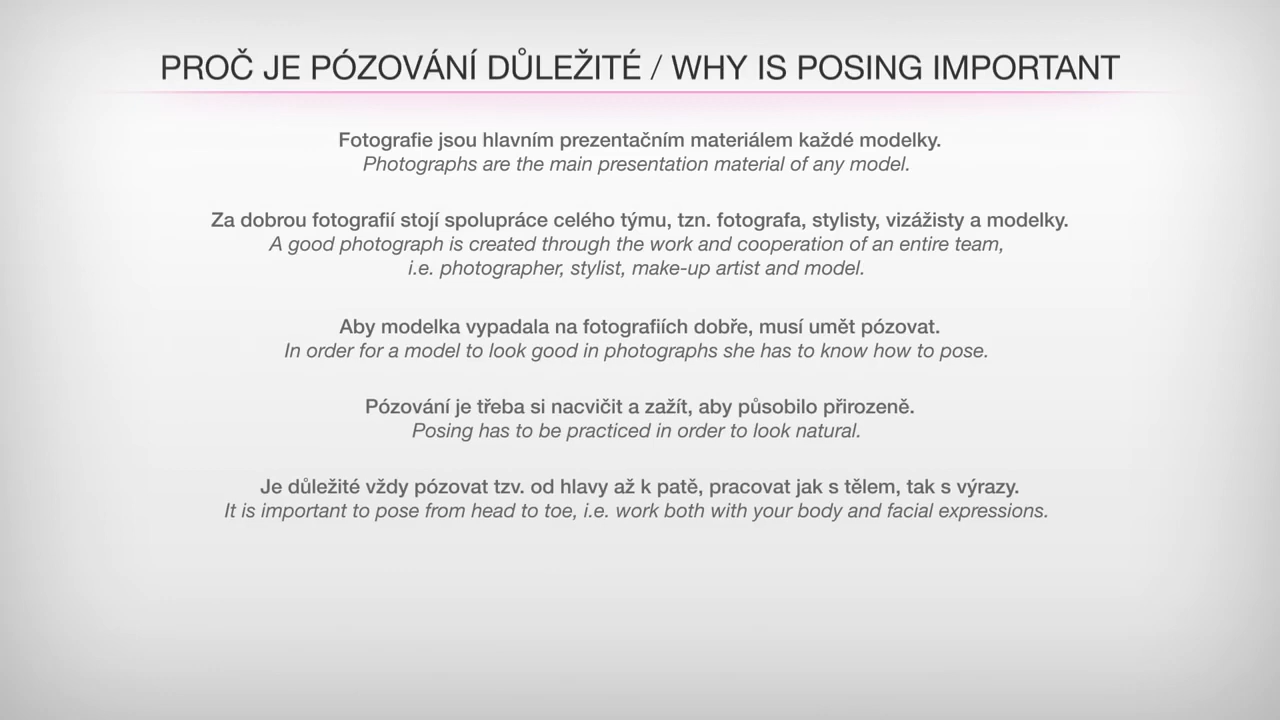 PROČ JE PÓZOVÁNÍ DŮLEŽITÉ / WHY IS POSING IMPORTANT
Fotografie jsou hlavním prezentačním materiálem každé modelky.
Photographs are the main presentation material of any model.
Za dobrou fotografií stojí spolupráce celého týmu, tzn. fotografa, stylisty, vizážisty a modelky.
A good photograph is created through the work and cooperation of an entire team,
i.e. photographer, stylist, make-up artist and model.
Aby modelka vypadala na fotografiích dobře, musí umět pózovat.
In order for a model to look good in photographs she has to know how to pose.
Pózování je třeba si nacvičit a zažít, aby působilo přirozeně.
Posing has to be practiced in order to look natural.
Je důležité vždy pózovat tzv. od hlavy až k patě, pracovat jak s tělem, tak s výrazy.
It is important to pose from head to toe, i.e. work both with your body and facial expressions.